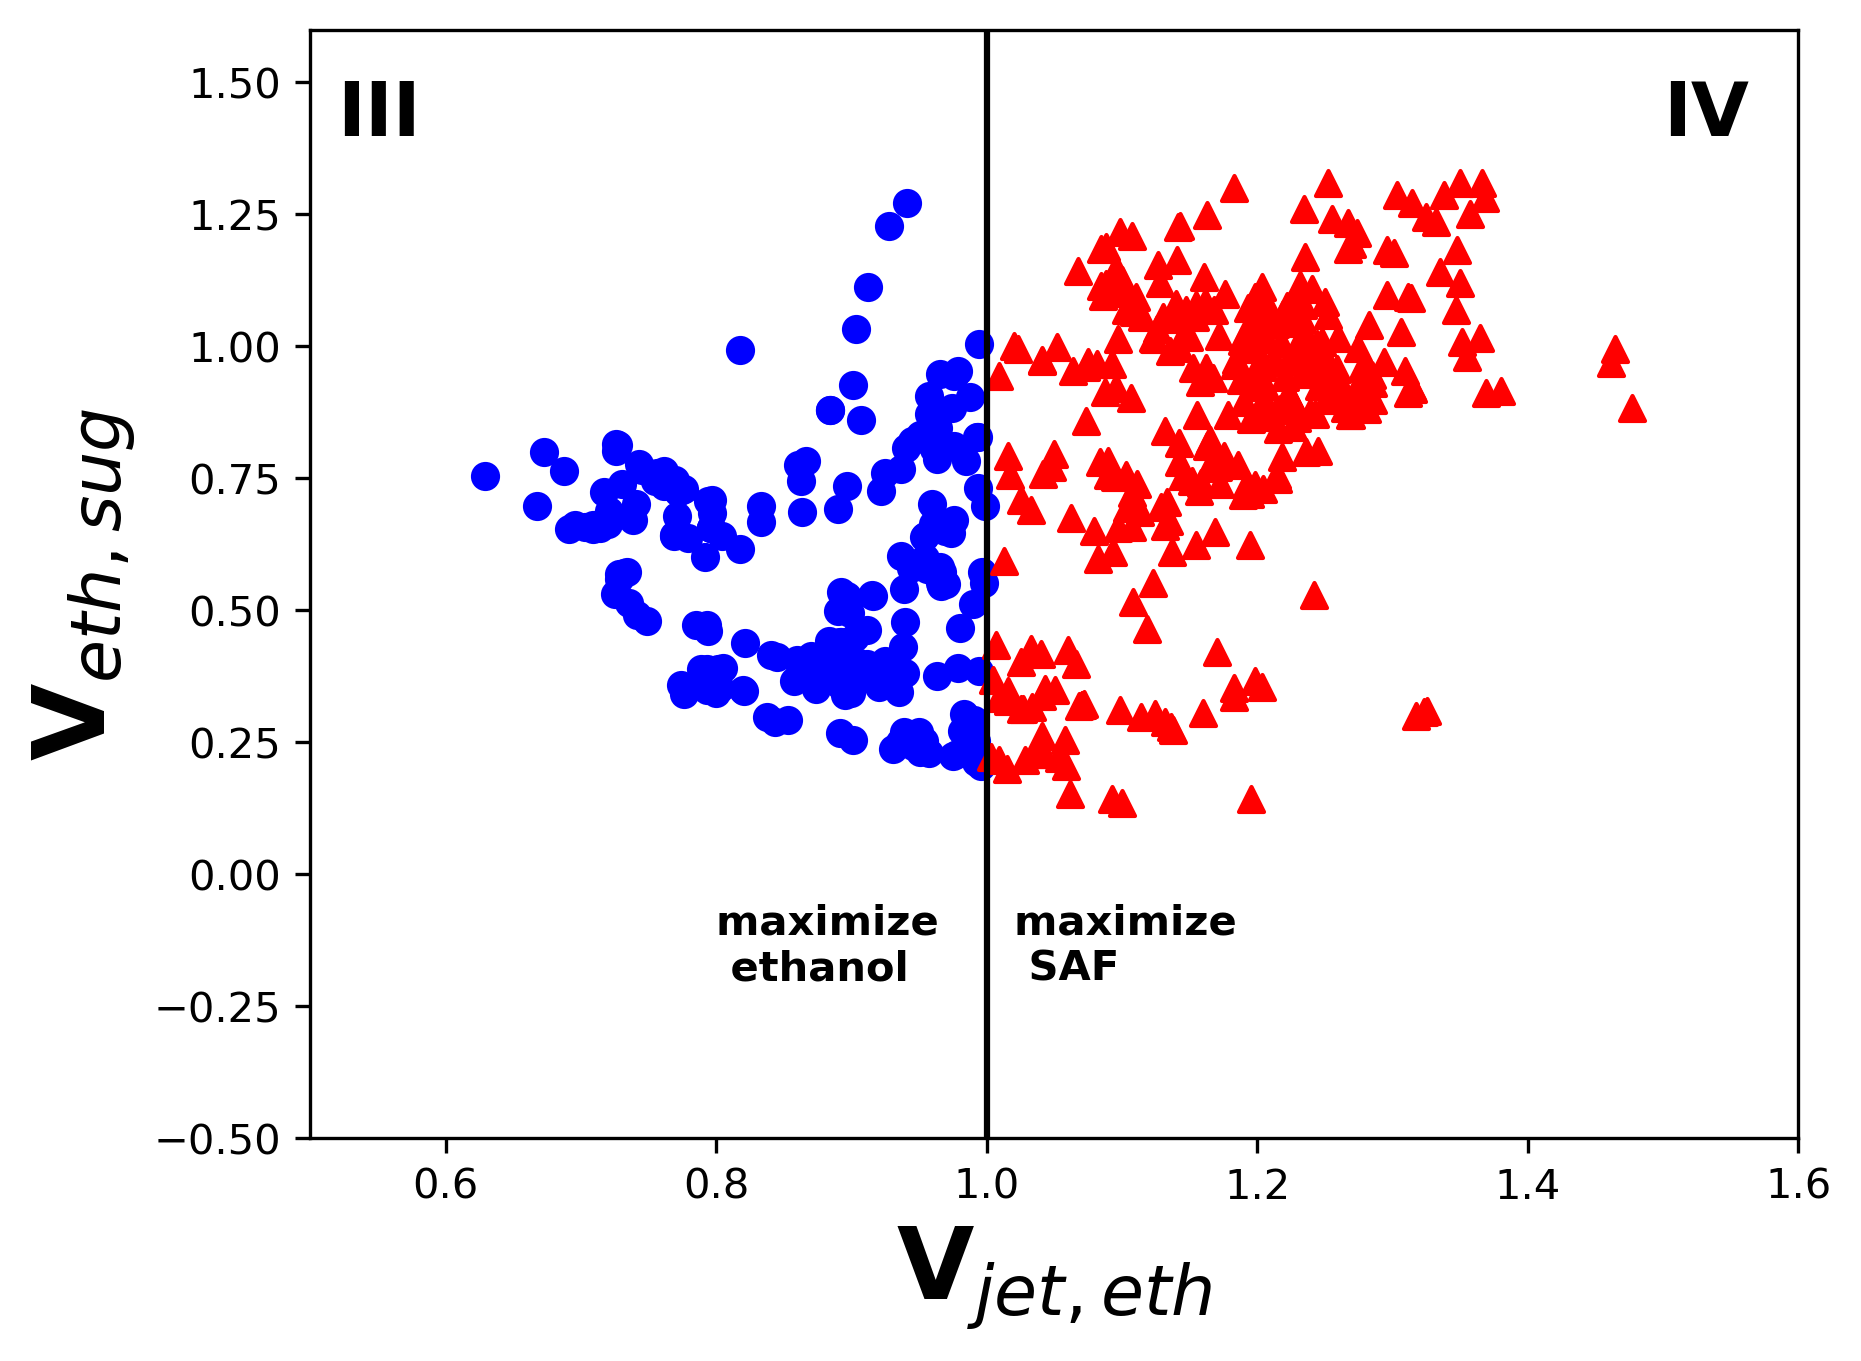 III
IV
1.50
1.25
1.00
0.75
0.50
0.25
0.00
−0.25
−0.50
V eth, sug
maximize
ethanol
maximize
SAF
0.6
0.8
1.0
1.2
1.4
1.6
V jet, eth